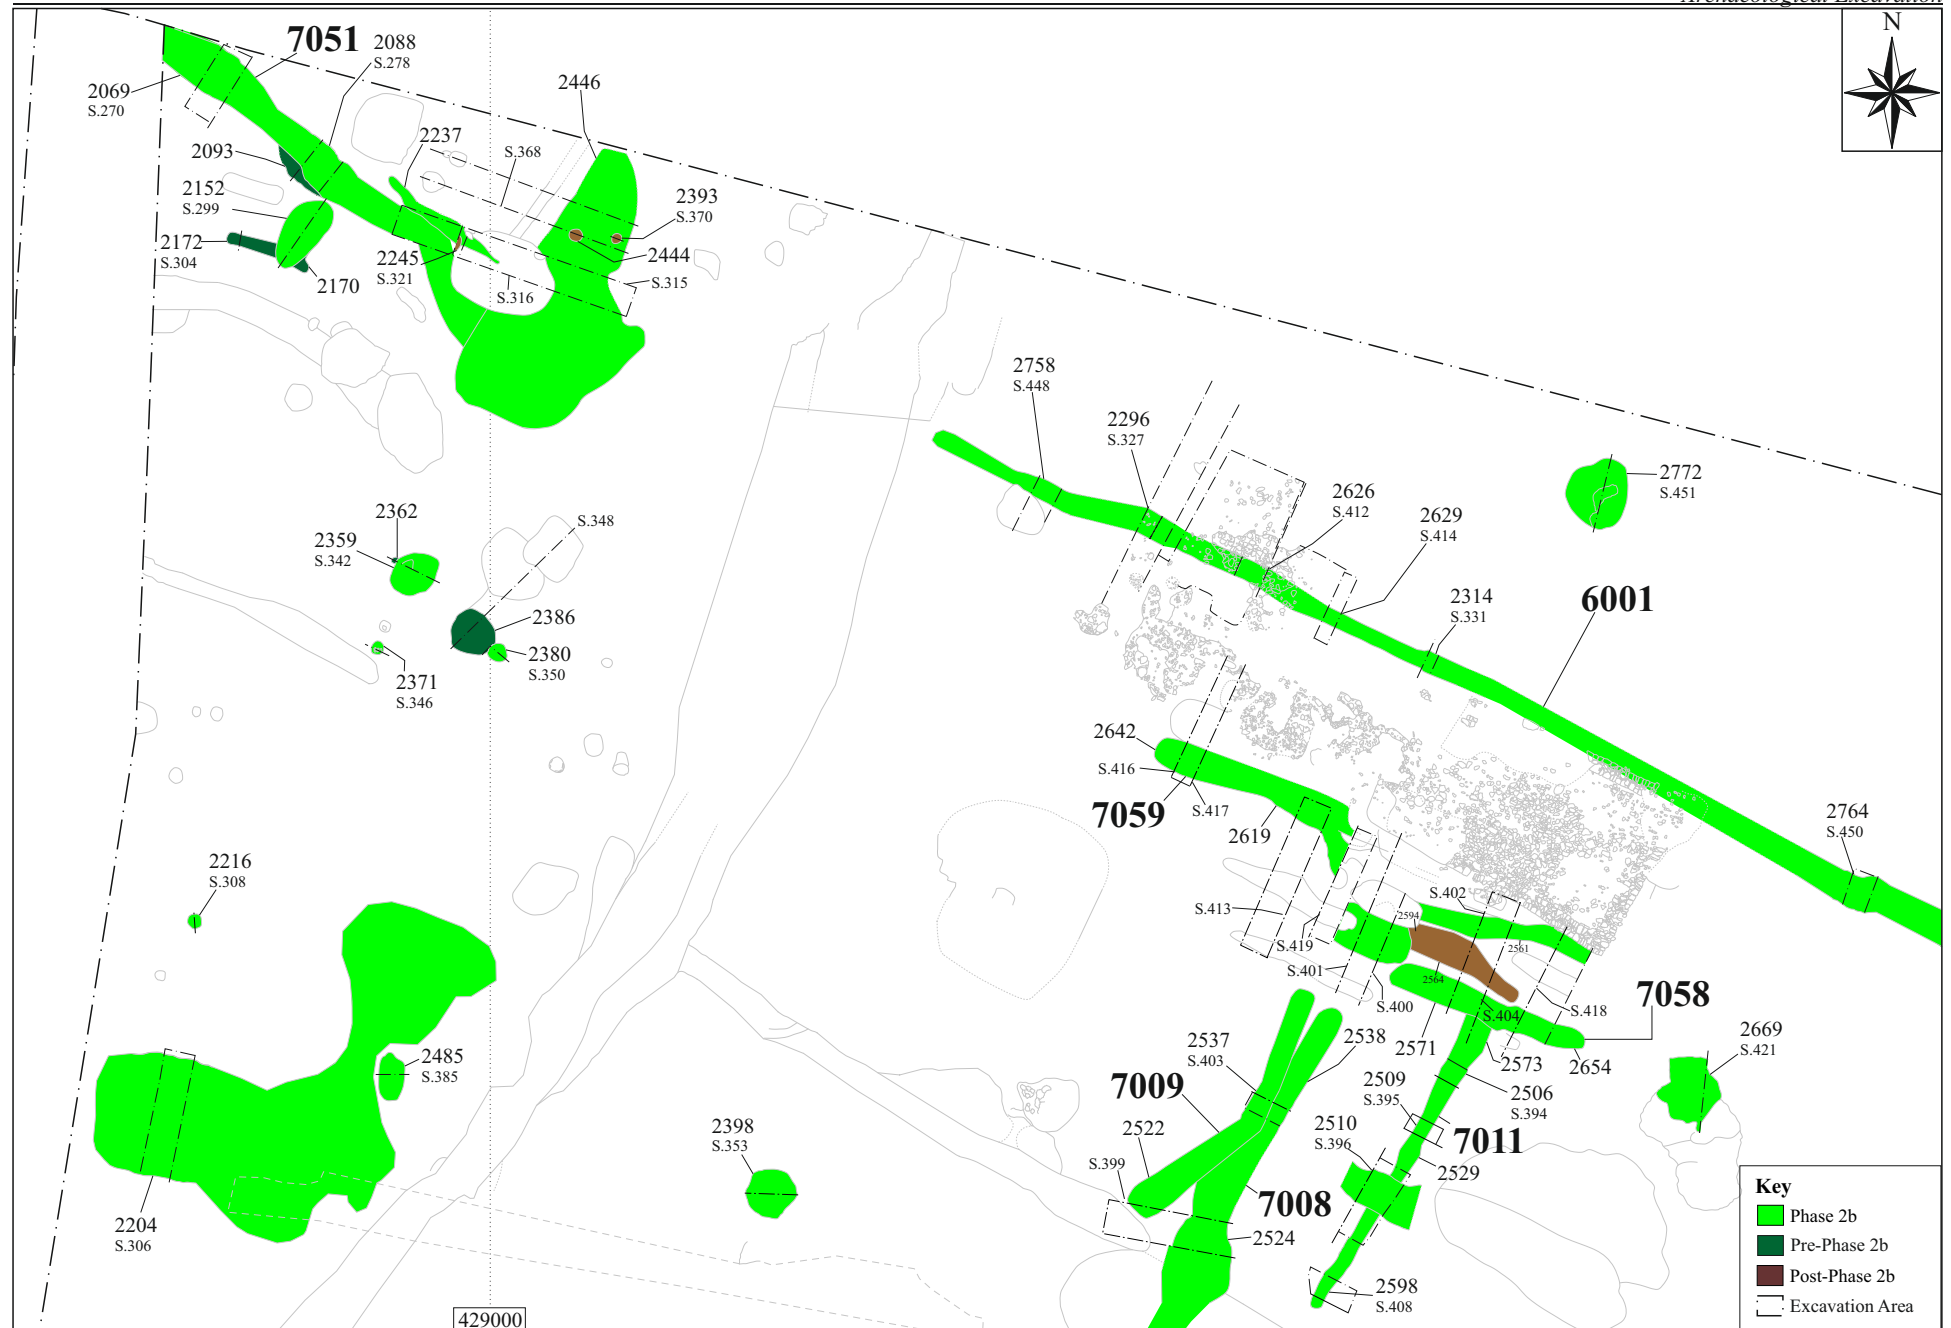 Archaeological Excavation
N
7051
2088
S.278
2069
S.270
2446
2237
S.368
2093
2152
S.299
2393
S.370
2172
S.304
2245
S.321
2444
2170
S.316
S.315
2758
S.448
2296
S.327
2626
S.412
2629
S.414
2772
S.451
2362
S.348
2359
S.342
2314
S.331
6001
2386
2380
S.350
2371
S.346
2642
S.416
7059
S.417
2619
2764
S.450
2216
S.308
S.402
S.413
2594
S.419
2561
S.401
2564
S.400
S.404
S.418
7058
2537
S.403
2538
2571
2573
2654
2669
S.421
2485
S.385
7009
2509
S.395
2506
S.394
2522
2510
S.396
7011
2398
S.353
S.399
2529
7008
2204
S.306
2524
2598
S.408
429000
Key
Phase 2b
Pre-Phase 2b
Post-Phase 2b
Excavation Area